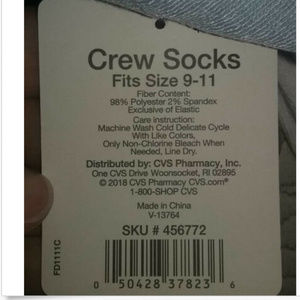 Crew Socks
Fits Size 9-11
Fiber Content:
98% Polyester 2% Spandex
Exclusive of Elastic
Care instruction:
Machine Wash Cold Delicate Cycle
With Like Colors,
Only Non-Chlorine Bleach When
Needed, Line Dry.
Distributed by: CVS Pharmacy, Inc.
One CVS Drive Woonsocket, RI 02895
© 2018 CVS Pharmacy CVS.com®
1-800-SHOP CVS
Made in China
V-13764
SKU # 456772
FD1111C
0 50428 37823 6